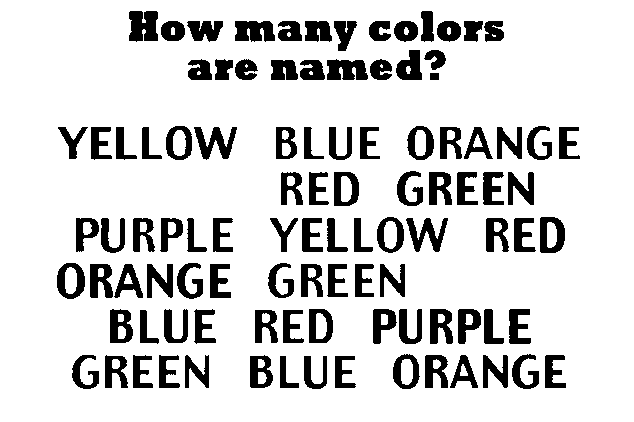 How many colors
are named?
YELLOW BLUE ORANGE
RED GREEN
PURPLE YELLOW RED
ORANGE GREEN
BLUE RED PURPLE
GREEN BLUE ORANGE